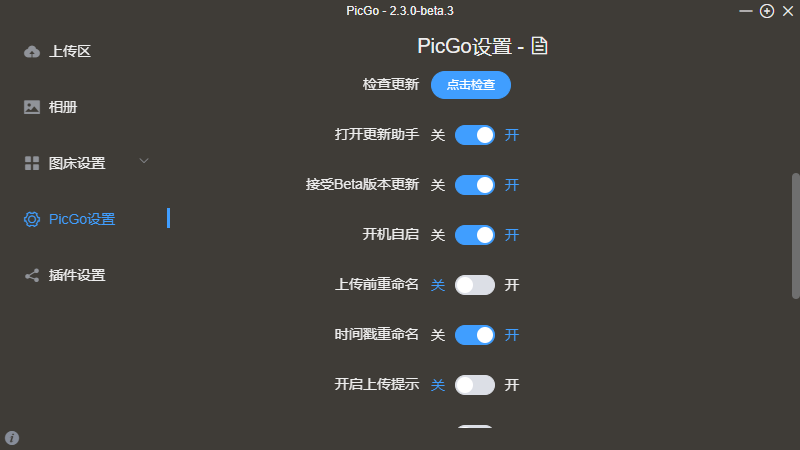 PicGo - 2.3.0-beta.3
上传区
相册
图床设置
PicGo设置
插件设置
PicGo设置 -
检查更新 点击检查
打开更新助手 关 开
接受Beta版本更新 关 开
开机自启 关 开
上传前重命名 关 开
时间戳重命名 关 开
开启上传提示 关 开